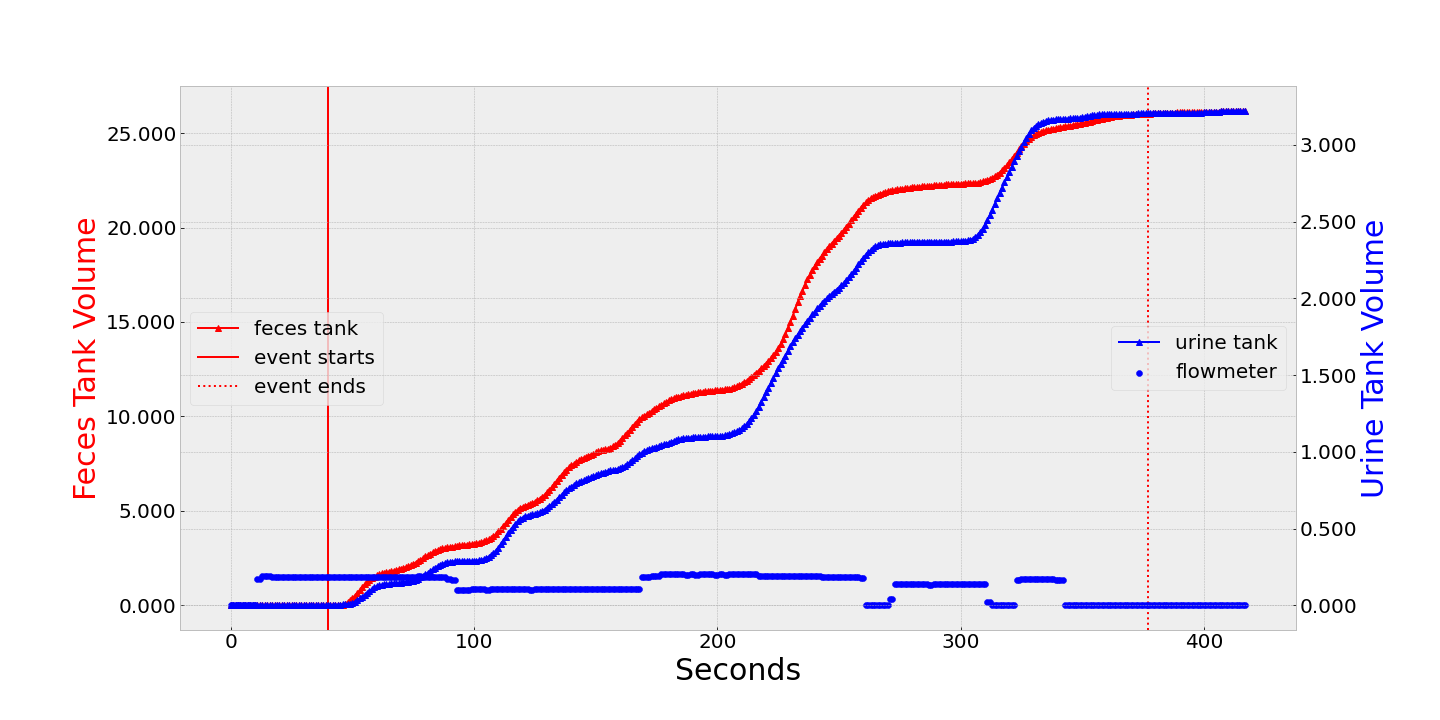 25.000
20.000
15.000
10.000
5.000
0.000
Feces Tank Volume
feces tank
event starts
event ends
3.000
2.500
2.000
1.500
1.000
0.500
0.000
Urine Tank Volume
urine tank
flowmeter
0
100
200
300
400
Seconds